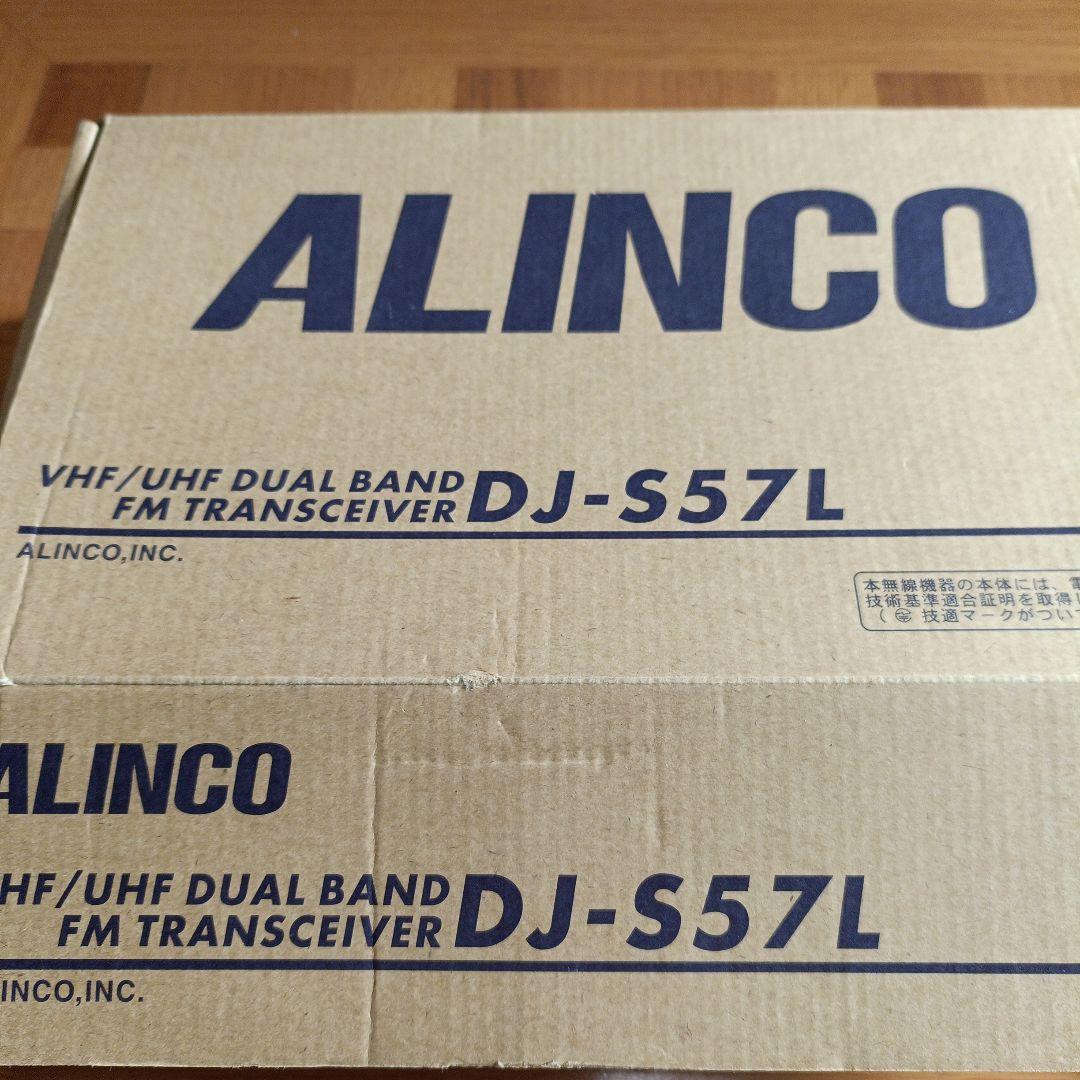 ALINCO
VHF/UHF DUAL BAND
FM TRANSCEIVER DJ-S57L
ALINCO,INC.
本無線機器の本体には、電
技術基準適合証明を取得し
( 技適マークがつい
ALINCO
HF/UHF DUAL BAND
FM TRANSCEIVER DJ-S57L
INCO,INC.